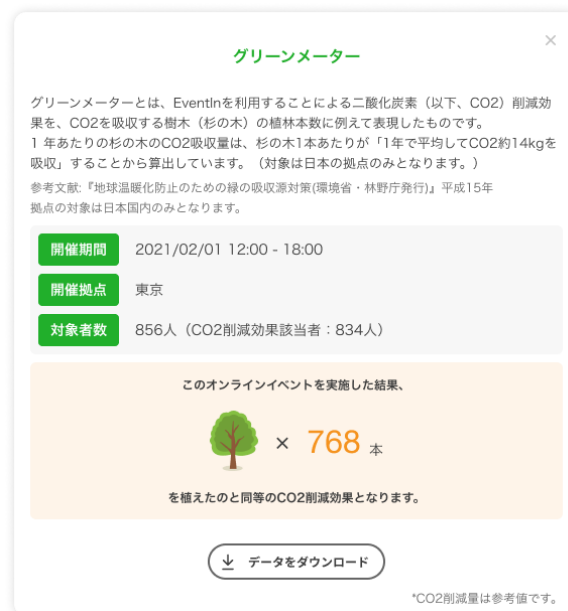 ×
グリーンメーター
グリーンメーターとは、EventInを利用することによる二酸化炭素（以下、CO2）削減効
果を、CO2を吸収する樹木（杉の木）の植林本数に例えて表現したものです。
1 年あたりの杉の木のCO2吸収量は、杉の木1本あたりが「1年で平均してCO2約14kgを
吸収」することから算出しています。（対象は日本の拠点のみとなります。）
参考文献:『地球温暖化防止のための緑の吸収源対策(環境省・林野庁発行)』平成15年
拠点の対象は日本国内のみとなります。
開催期間 2021/02/01 12:00 - 18:00
開催拠点 東京
対象者数 856人（CO2削減効果該当者：834人）
このオンラインイベントを実施した結果、
× 768 本
を植えたのと同等のCO2削減効果となります。
データをダウンロード
*CO2削減量は参考値です。